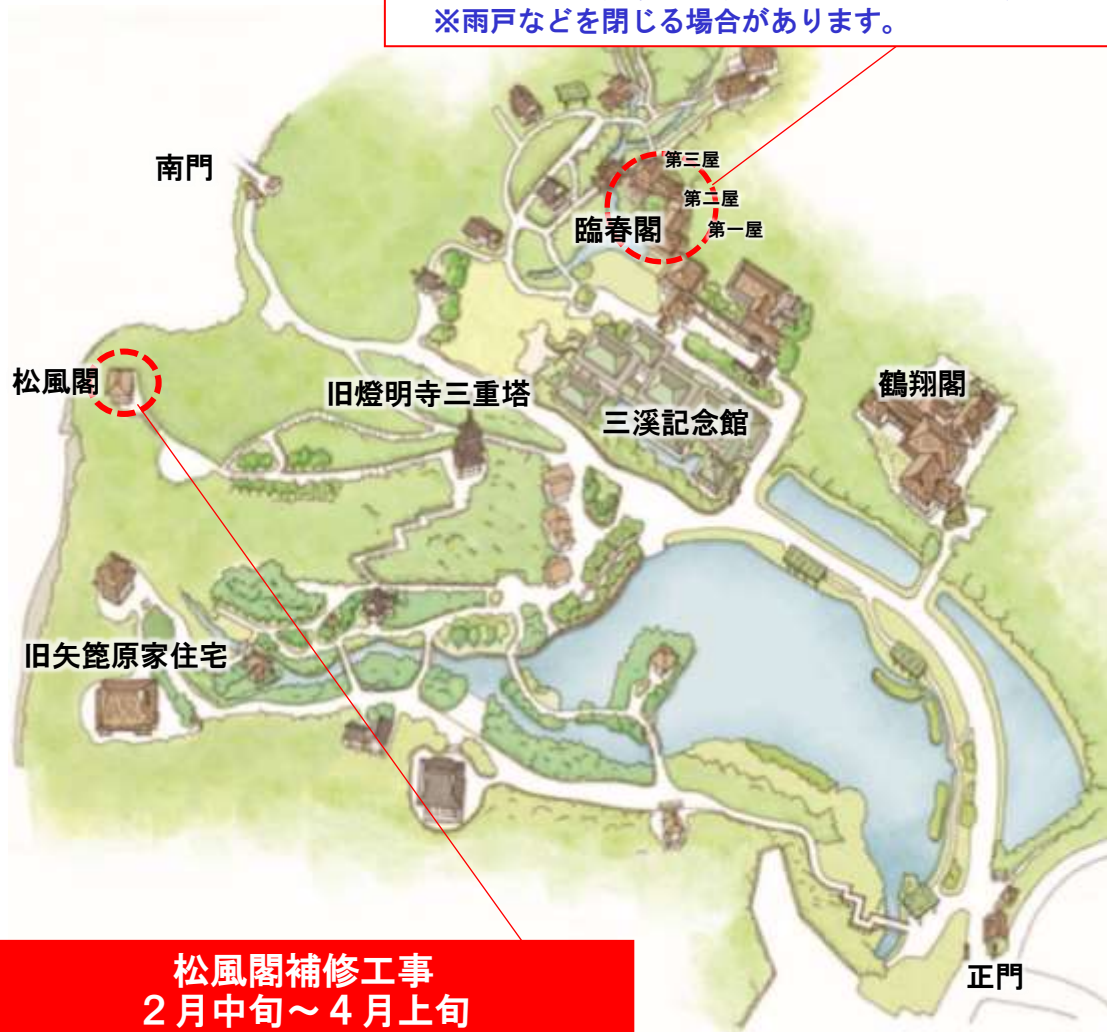 ※雨戸などを閉じる場合があります。
南門
第三屋
第二屋
臨春閣
第一屋
松風閣
旧燈明寺三重塔
三溪記念館
鶴翔閣
旧矢箆原家住宅
正門
松風閣補修工事
２月中旬～４月上旬